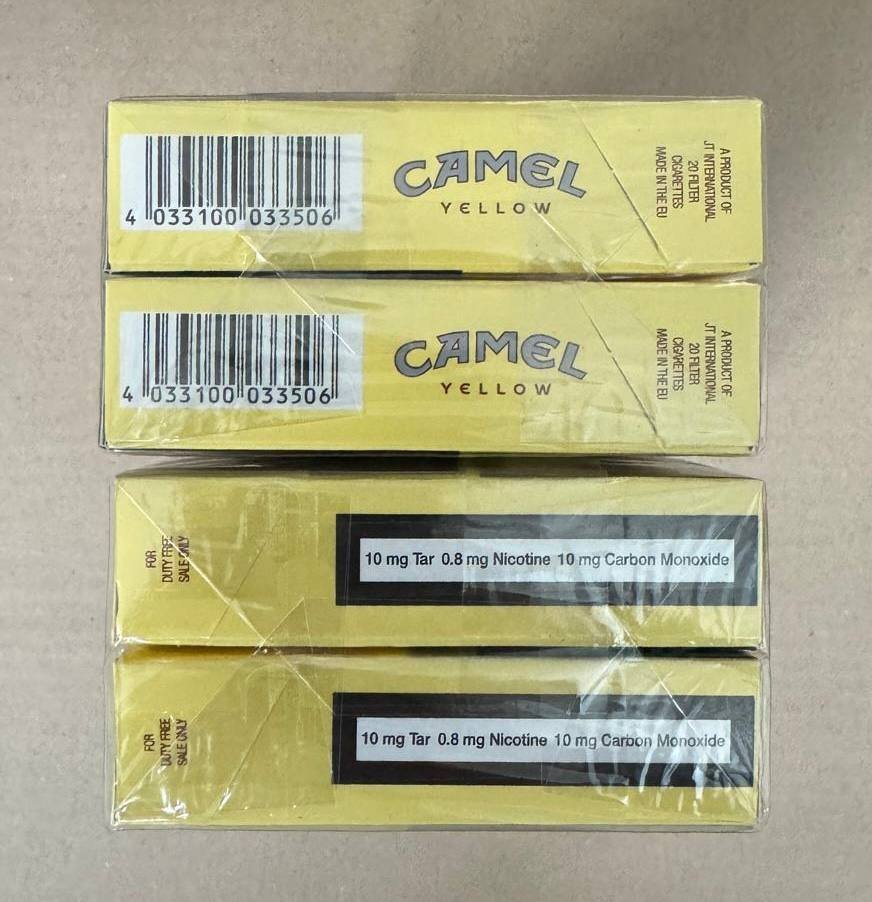 CAMEL
YELLOW
4 033100 033506
A PRODUCT OF
JT INTERNATIONAL
20 FILTER
CIGARETTES
MADE IN THE EU
CAMEL
YELLOW
4 033100 033506
A PRODUCT OF
JT INTERNATIONAL
20 FILTER
CIGARETTES
MADE IN THE EU
FOR
DUTY FREE
SALE ONLY
10 mg Tar 0.8 mg Nicotine 10 mg Carbon Monoxide
FOR
DUTY FREE
SALE ONLY
10 mg Tar 0.8 mg Nicotine 10 mg Carbon Monoxide